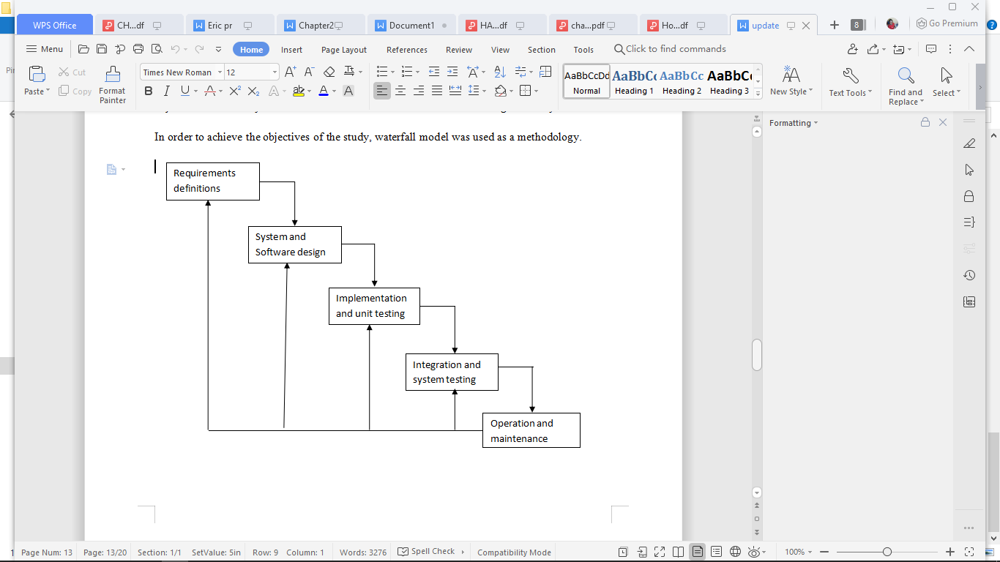 WPS Office
CH...df
Eric pr
Chapter2
Document1
HA...df
cha...pdf
Ho...df
update
8
Go Premium
Menu
Home
Insert
Page Layout
References
Review
View
Section
Tools
Click to find commands
Paste
Cut
Copy
Format
Painter
Times New Roman
12
B I U A X² X₂ A ab A A
AaBbCcDd
Normal
AaBbCc
Heading 1
AaBbCc
Heading 2
AaBbCc
Heading 3
New Style
Text Tools
Find and
Replace
Select
Formatting
In order to achieve the objectives of the study, waterfall model was used as a methodology.
Requirements
definitions
System and
Software design
Implementation
and unit testing
Integration and
system testing
Operation and
maintenance
Page Num: 13 Page: 13/20 Section: 1/1 SetValue: 5in Row: 9 Column: 1 Words: 3276 Spell Check Compatibility Mode 100%